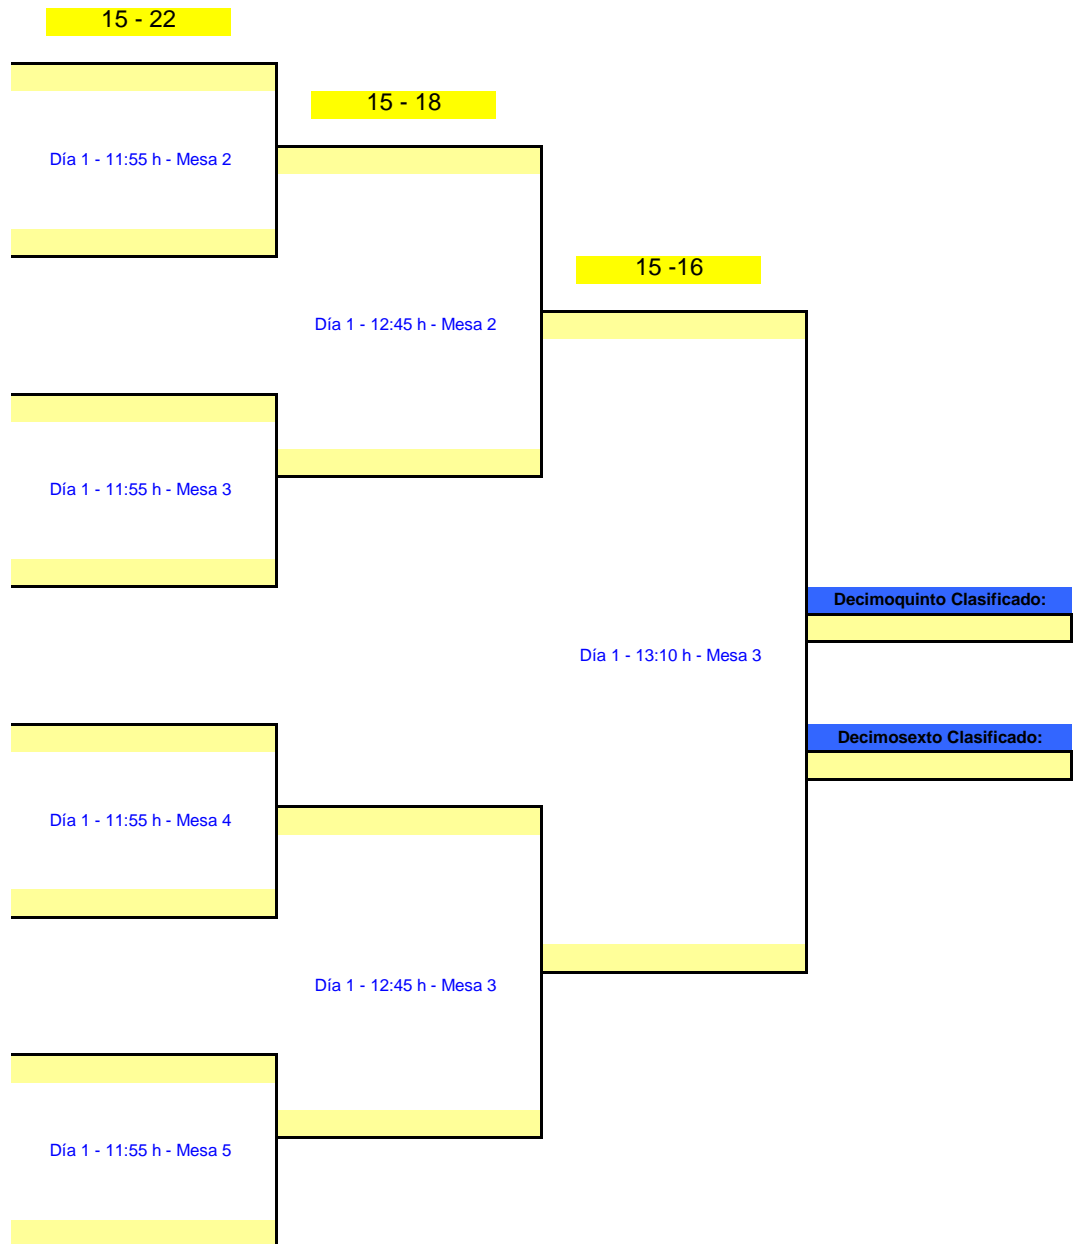 15 - 22
15 - 18
Día 1 - 11:55 h - Mesa 2
15 -16
Día 1 - 12:45 h - Mesa 2
Día 1 - 11:55 h - Mesa 3
Decimoquinto Clasificado:
Día 1 - 13:10 h - Mesa 3
Decimosexto Clasificado:
Día 1 - 11:55 h - Mesa 4
Día 1 - 12:45 h - Mesa 3
Día 1 - 11:55 h - Mesa 5